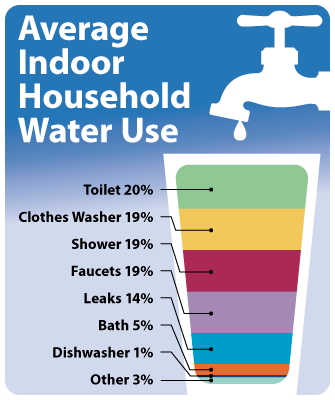 Average
Indoor
Household
Water Use
Toilet 20%
Clothes Washer 19%
Shower 19%
Faucets 19%
Leaks 14%
Bath 5%
Dishwasher 1%
Other 3%